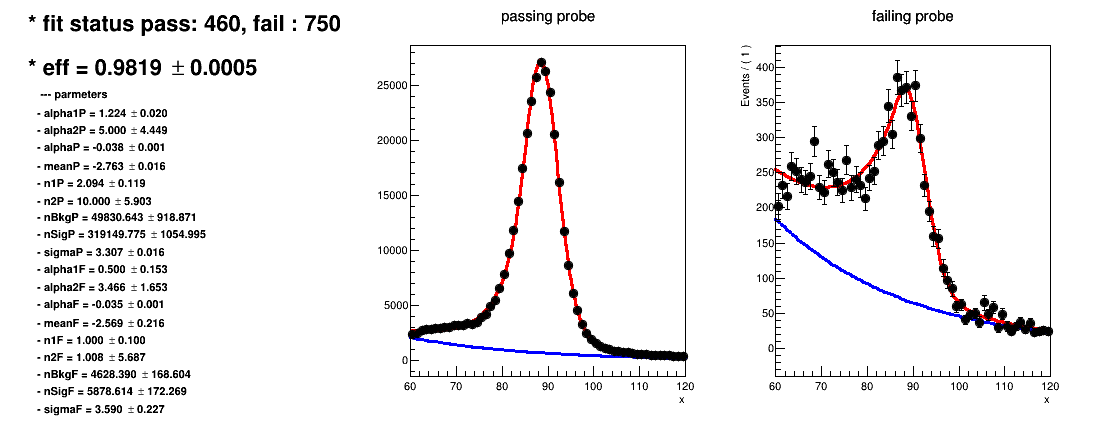 * fit status pass: 460, fail : 750
* eff = 0.9819 ± 0.0005
--- parmeters
- alpha1P = 1.224 ± 0.020
- alpha2P = 5.000 ± 4.449
- alphaP = -0.038 ± 0.001
- meanP = -2.763 ± 0.016
- n1P = 2.094 ± 0.119
- n2P = 10.000 ± 5.903
- nBkgP = 49830.643 ± 918.871
- nSigP = 319149.775 ± 1054.995
- sigmaP = 3.307 ± 0.016
- alpha1F = 0.500 ± 0.153
- alpha2F = 3.466 ± 1.653
- alphaF = -0.035 ± 0.001
- meanF = -2.569 ± 0.216
- n1F = 1.000 ± 0.100
- n2F = 1.008 ± 5.687
- nBkgF = 4628.390 ± 168.604
- nSigF = 5878.614 ± 172.269
- sigmaF = 3.590 ± 0.227
passing probe
25000
20000
15000
10000
5000
0
60 70 80 90 100 110 120
x
failing probe
Events / ( 1 )
400
350
300
250
200
150
100
50
0
60 70 80 90 100 110 120
x